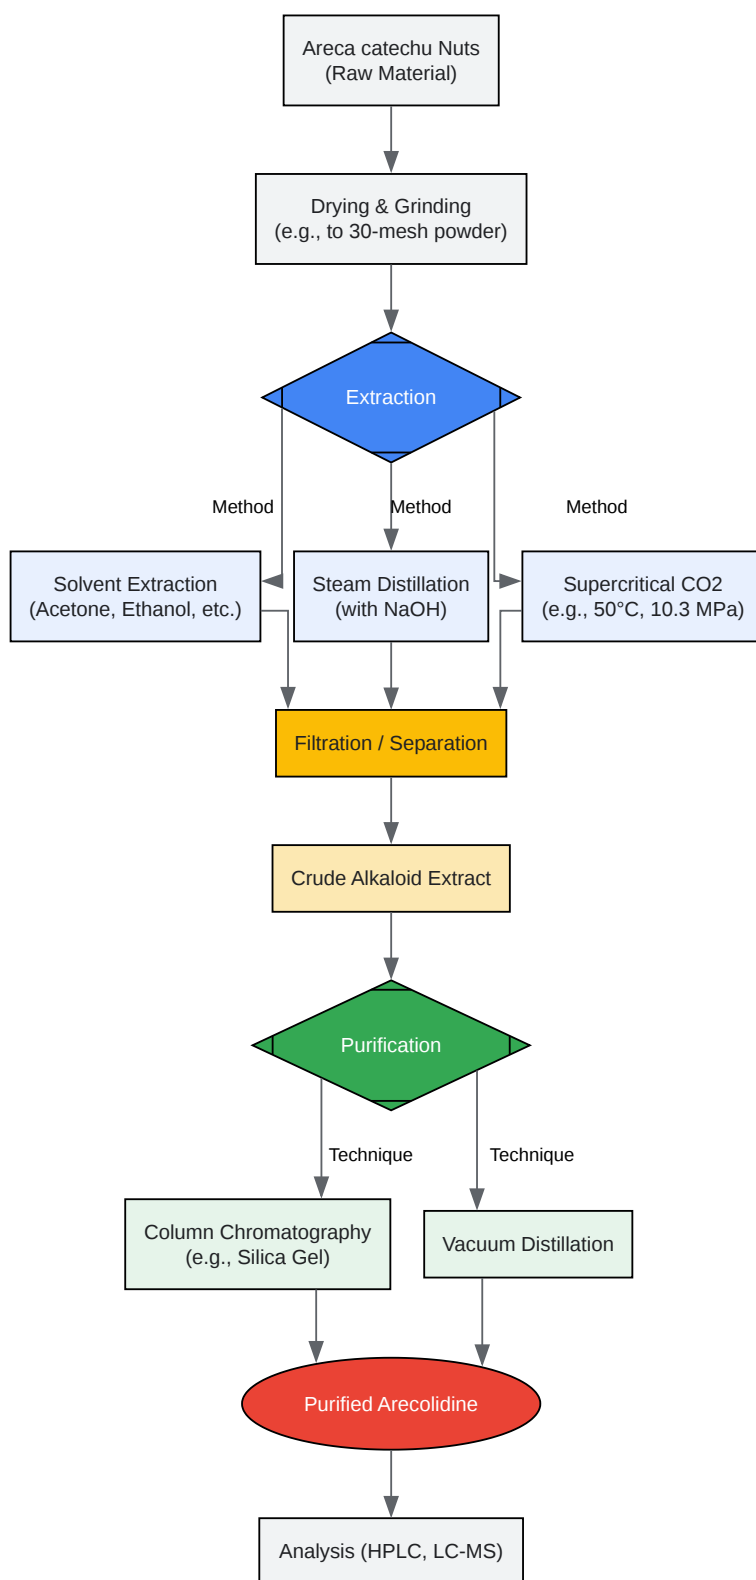 Areca catechu Nuts
(Raw Material)
Drying & Grinding
(e.g., to 30-mesh powder)
Extraction
Method
Method
Method
Solvent Extraction
(Acetone, Ethanol, etc.)
Steam Distillation
(with NaOH)
Supercritical CO2
(e.g., 50°C, 10.3 MPa)
Filtration / Separation
Crude Alkaloid Extract
Purification
Technique
Technique
Column Chromatography
(e.g., Silica Gel)
Vacuum Distillation
Purified Arecolidine
Analysis (HPLC, LC-MS)